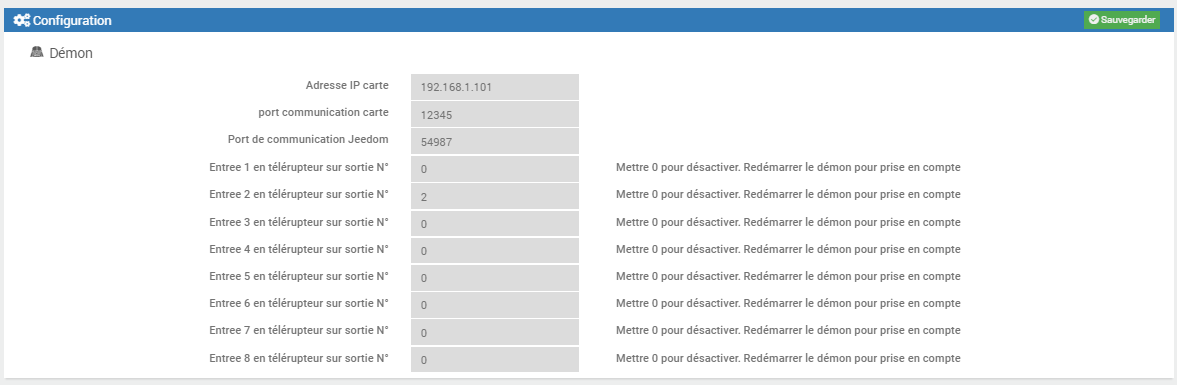 Configuration Sauvegarder
Démon
Adresse IP carte 192.168.1.101
port communication carte 12345
Port de communication Jeedom 54987
Entree 1 en télérupteur sur sortie N° 0 Mettre 0 pour désactiver. Redémarrer le démon pour prise en compte
Entree 2 en télérupteur sur sortie N° 2 Mettre 0 pour désactiver. Redémarrer le démon pour prise en compte
Entree 3 en télérupteur sur sortie N° 0 Mettre 0 pour désactiver. Redémarrer le démon pour prise en compte
Entree 4 en télérupteur sur sortie N° 0 Mettre 0 pour désactiver. Redémarrer le démon pour prise en compte
Entree 5 en télérupteur sur sortie N° 0 Mettre 0 pour désactiver. Redémarrer le démon pour prise en compte
Entree 6 en télérupteur sur sortie N° 0 Mettre 0 pour désactiver. Redémarrer le démon pour prise en compte
Entree 7 en télérupteur sur sortie N° 0 Mettre 0 pour désactiver. Redémarrer le démon pour prise en compte
Entree 8 en télérupteur sur sortie N° 0 Mettre 0 pour désactiver. Redémarrer le démon pour prise en compte